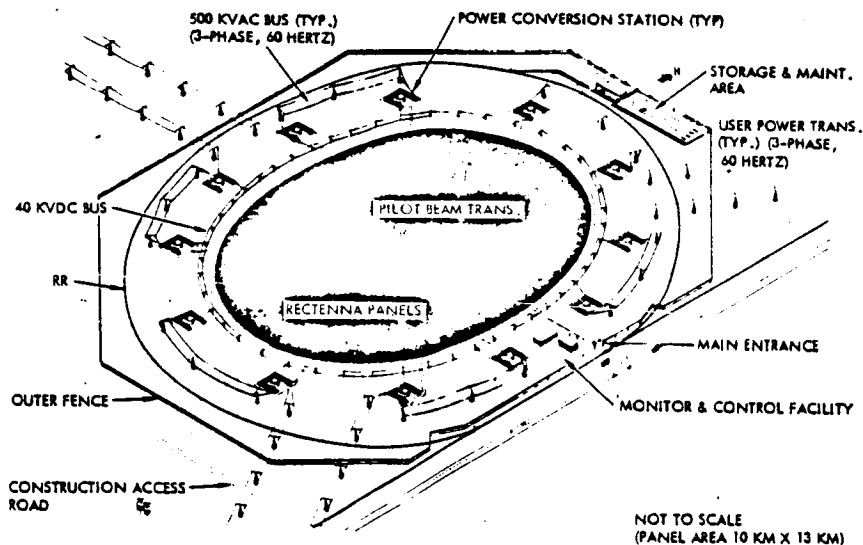 500 KVAC BUS (TYP.)
(3-PHASE, 60 HERTZ)
POWER CONVERSION STATION (TYP)
STORAGE & MAINT.
AREA
USER POWER TRANS.
(TYP.) (3-PHASE,
60 HERTZ)
40 KVDC BUS
PILOT BEAM TRANS.
RR
RECTENNA PANELS
MAIN ENTRANCE
OUTER FENCE
MONITOR & CONTROL FACILITY
CONSTRUCTION ACCESS
ROAD
NOT TO SCALE
(PANEL AREA 10 KM X 13 KM)